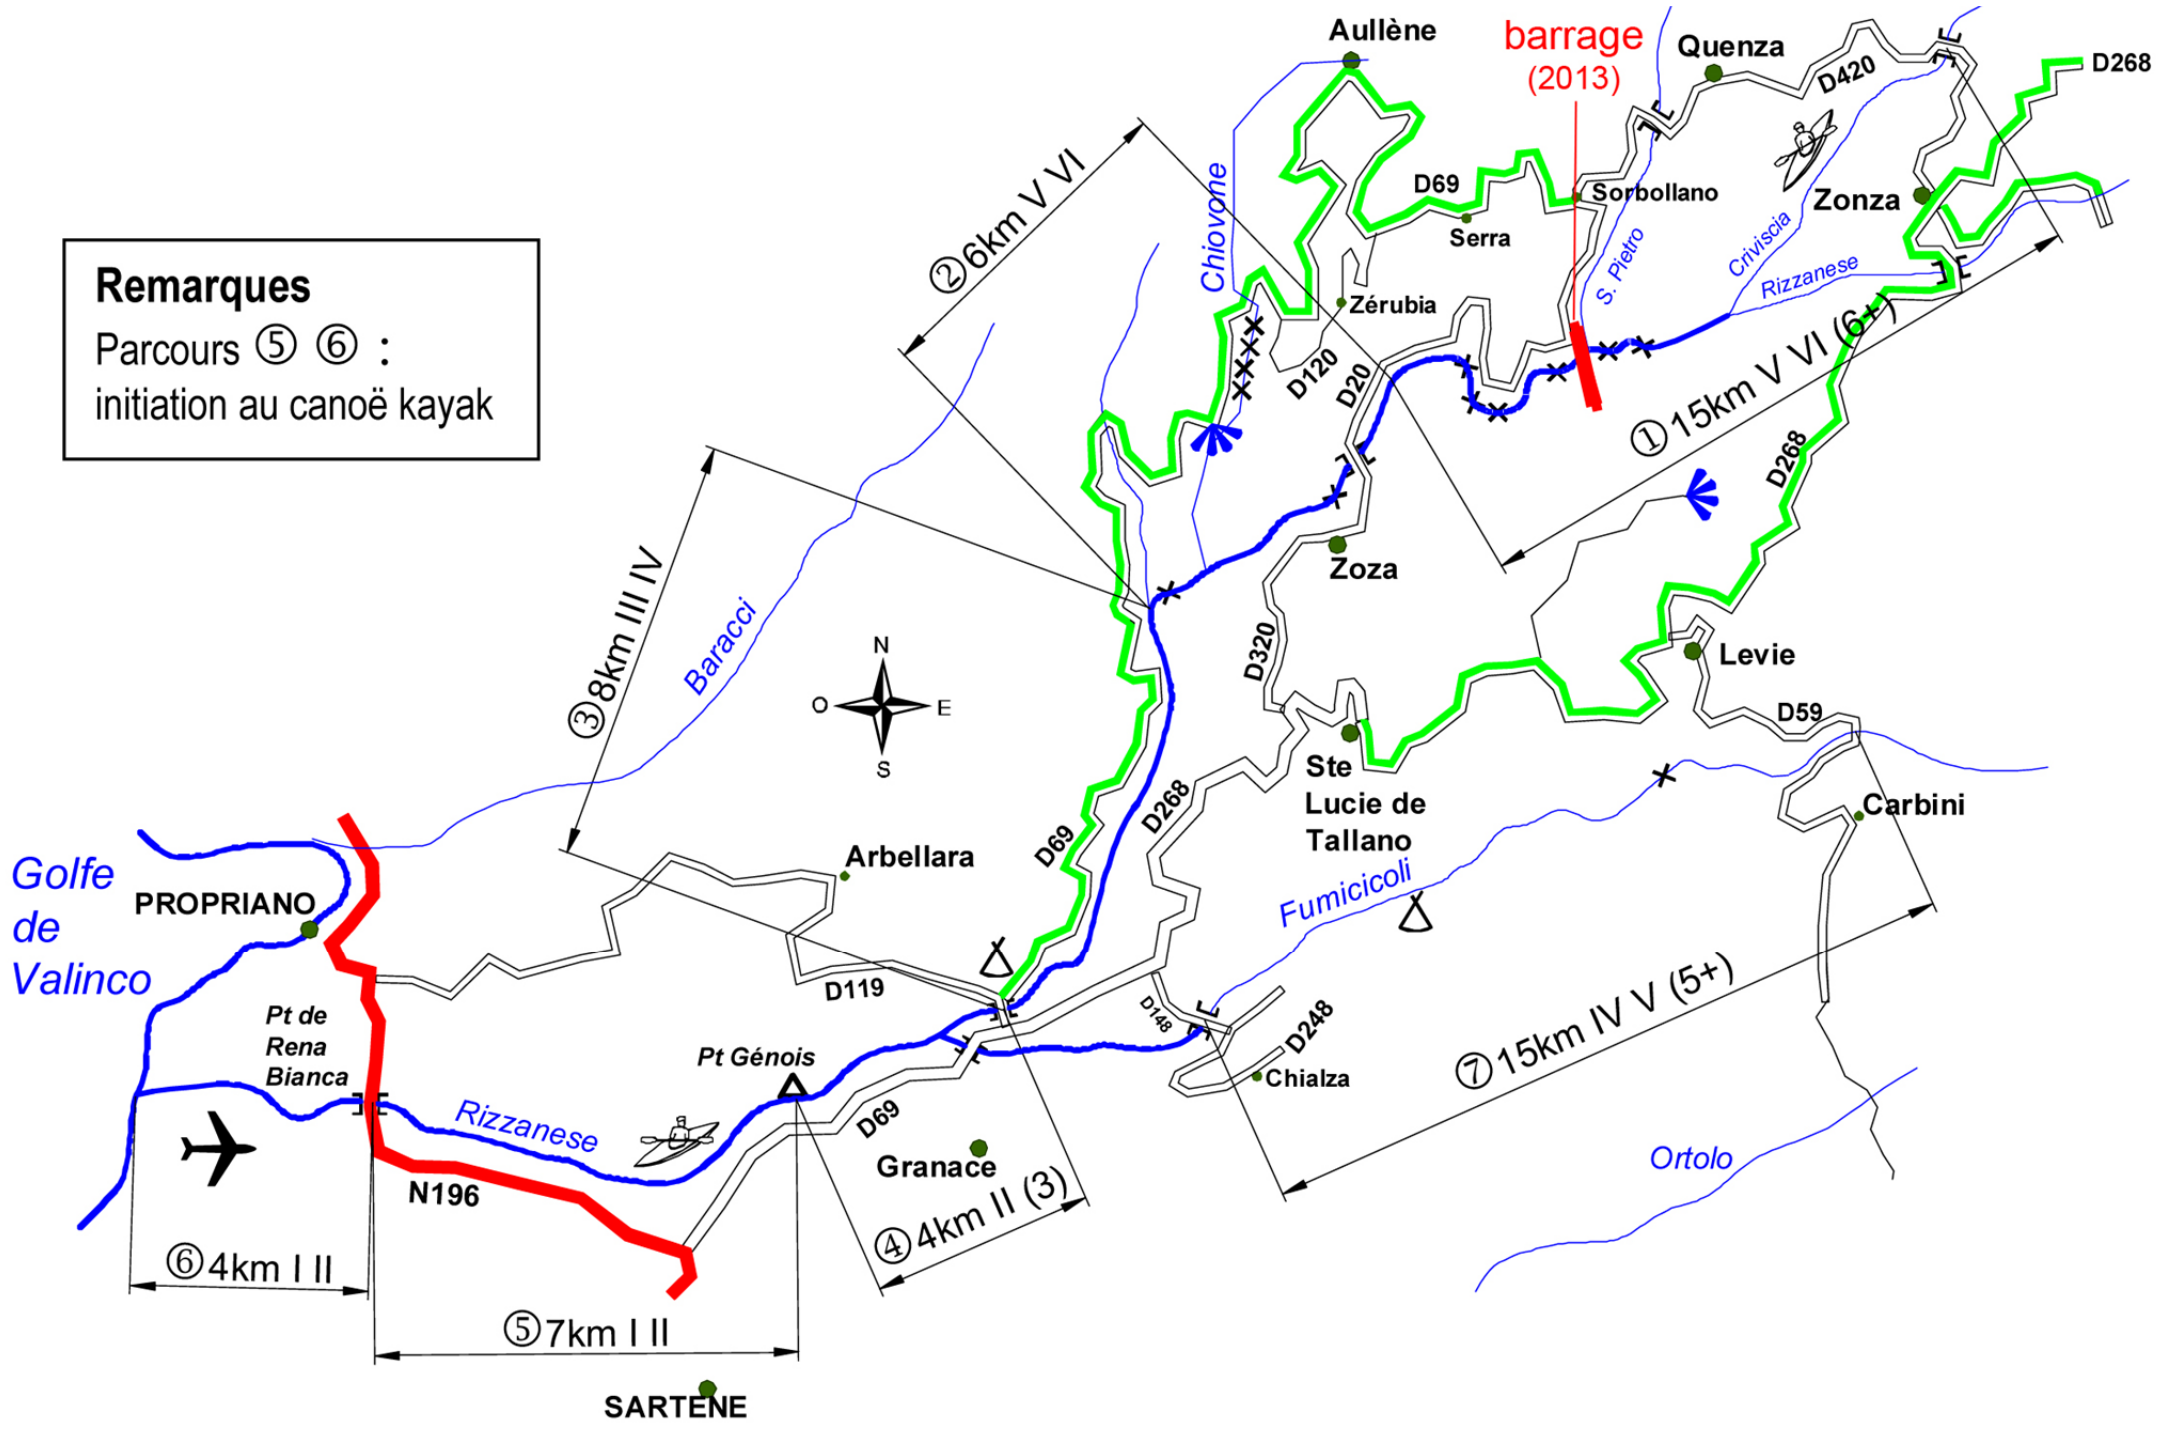 Aullène
barrage
(2013)
Quenza
D420
D268
②6km V VI
Chiovone
D69
Sorbollano
Zonza
Serra
S. Pietro
Criviscia
Rizzanese
Remarques
Parcours ⑤ ⑥ :
initiation au canoë kayak
Zérubia
D120
D20
①15km V VI (6+)
D268
Zoza
③8km III IV
Baracci
N
O
E
S
D320
Levie
D59
Ste
Lucie de
Tallano
D268
Carbini
D69
Arbellara
Golfe
de
Valinco
PROPRIANO
Fumicicoli
D119
D148
D248
⑦15km IV V (5+)
Pt de
Rena
Bianca
Pt Génois
Chialza
Rizzanese
D69
Granace
Ortolo
N196
④4km II (3)
⑥4km I II
⑤7km I II
SARTENE